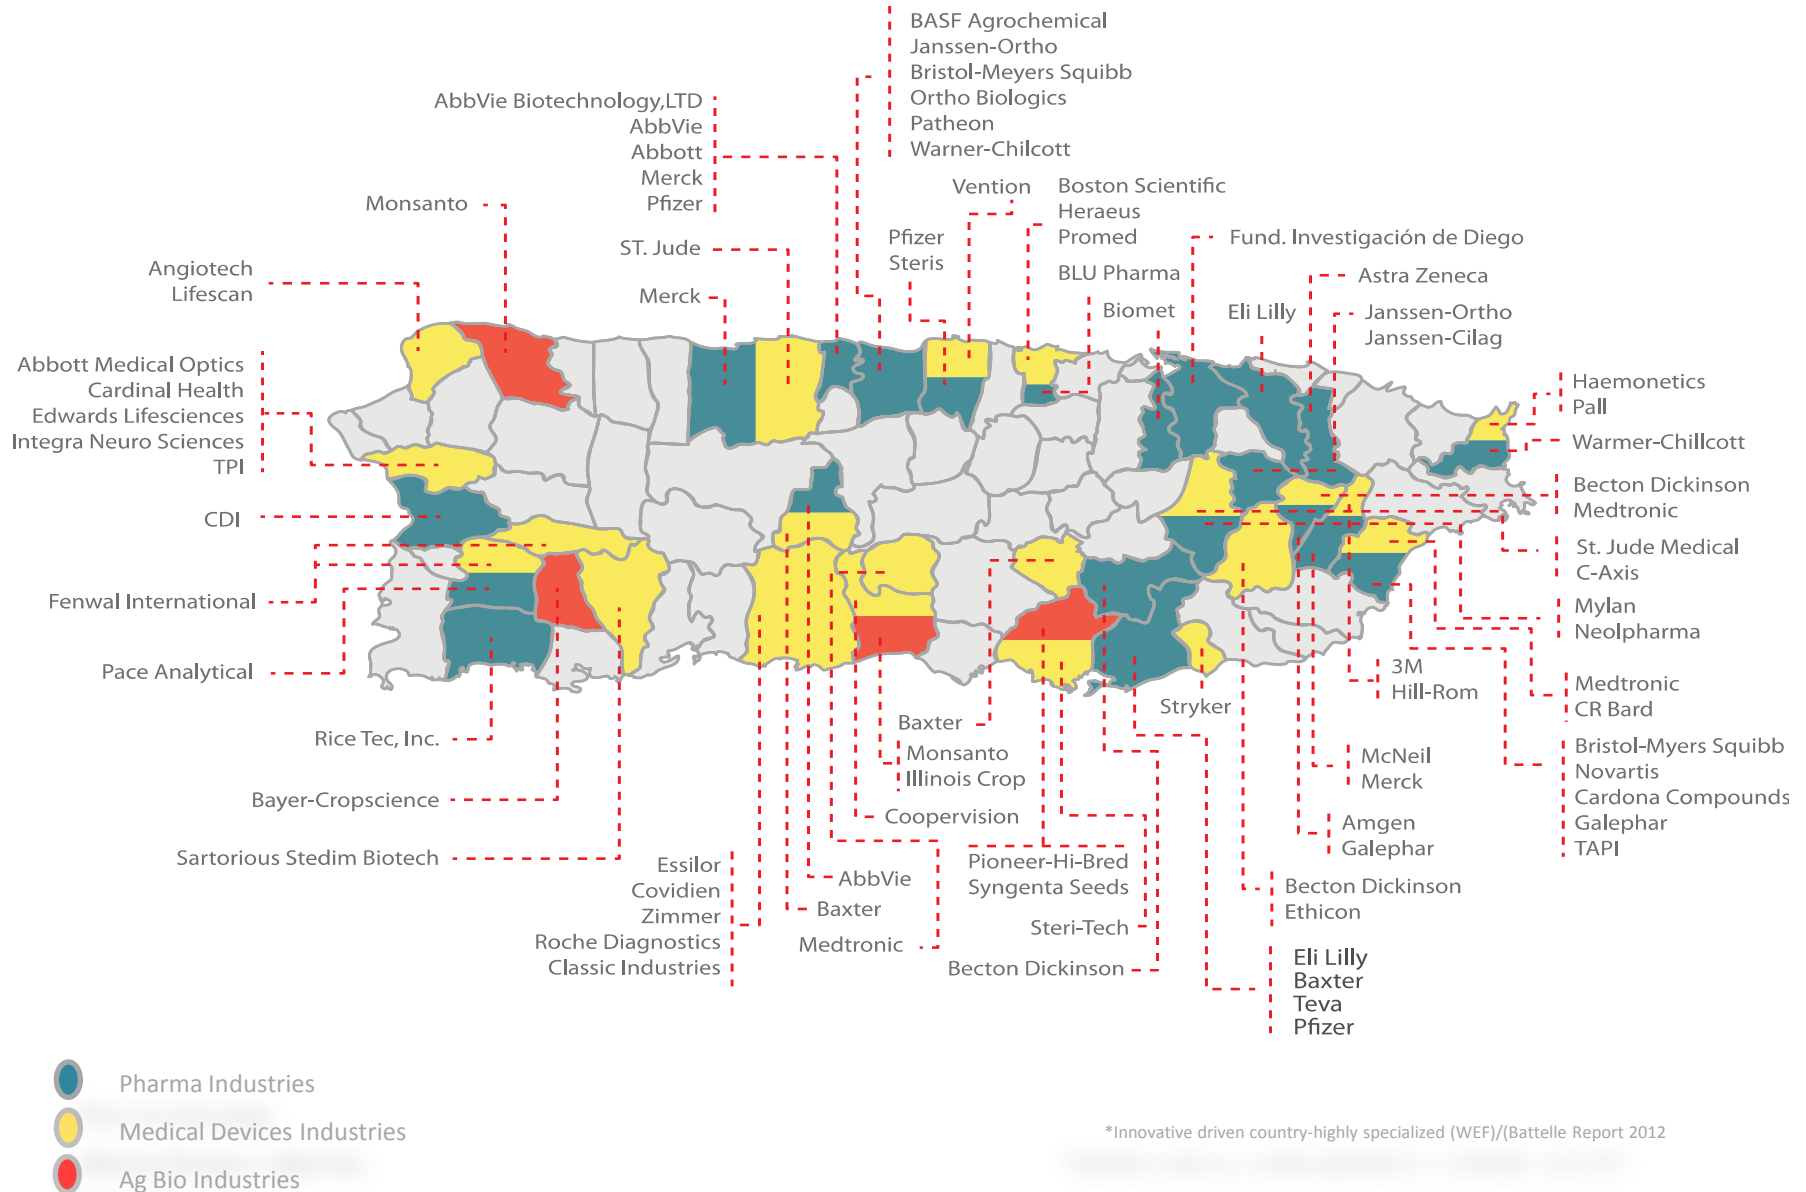 BASF Agrochemical
Janssen-Ortho
Bristol-Meyers Squibb
Ortho Biologics
Patheon
Warner-Chilcott
AbbVie Biotechnology,LTD
AbbVie
Abbott
Merck
Pfizer
Monsanto
Vention
Boston Scientific
Heraeus
Promed
ST. Jude
Pfizer
Steris
Fund. Investigación de Diego
Angiotech
Lifescan
BLU Pharma
Astra Zeneca
Merck
Biomet
Eli Lilly
Janssen-Ortho
Janssen-Cilag
Abbott Medical Optics
Cardinal Health
Edwards Lifesciences
Integra Neuro Sciences
TPI
Haemonetics
Pall
Warmer-Chillcott
CDI
Becton Dickinson
Medtronic
St. Jude Medical
C-Axis
Fenwal International
Mylan
Neolpharma
Pace Analytical
3M
Hill-Rom
Medtronic
CR Bard
Stryker
Baxter
Rice Tec, Inc.
Monsanto
Illinois Crop
McNeil
Merck
Bristol-Myers Squibb
Novartis
Cardona Compounds
Galephar
TAPI
Bayer-Cropscience
Coopervision
Amgen
Galephar
Sartorious Stedim Biotech
Essilor
Covidien
Zimmer
Roche Diagnostics
Classic Industries
AbbVie
Baxter
Medtronic
Pioneer-Hi-Bred
Syngenta Seeds
Steri-Tech
Becton Dickinson
Becton Dickinson
Ethicon
Eli Lilly
Baxter
Teva
Pfizer
Pharma Industries
Medical Devices Industries
Ag Bio Industries
*Innovative driven country-highly specialized (WEF)/(Battelle Report 2012